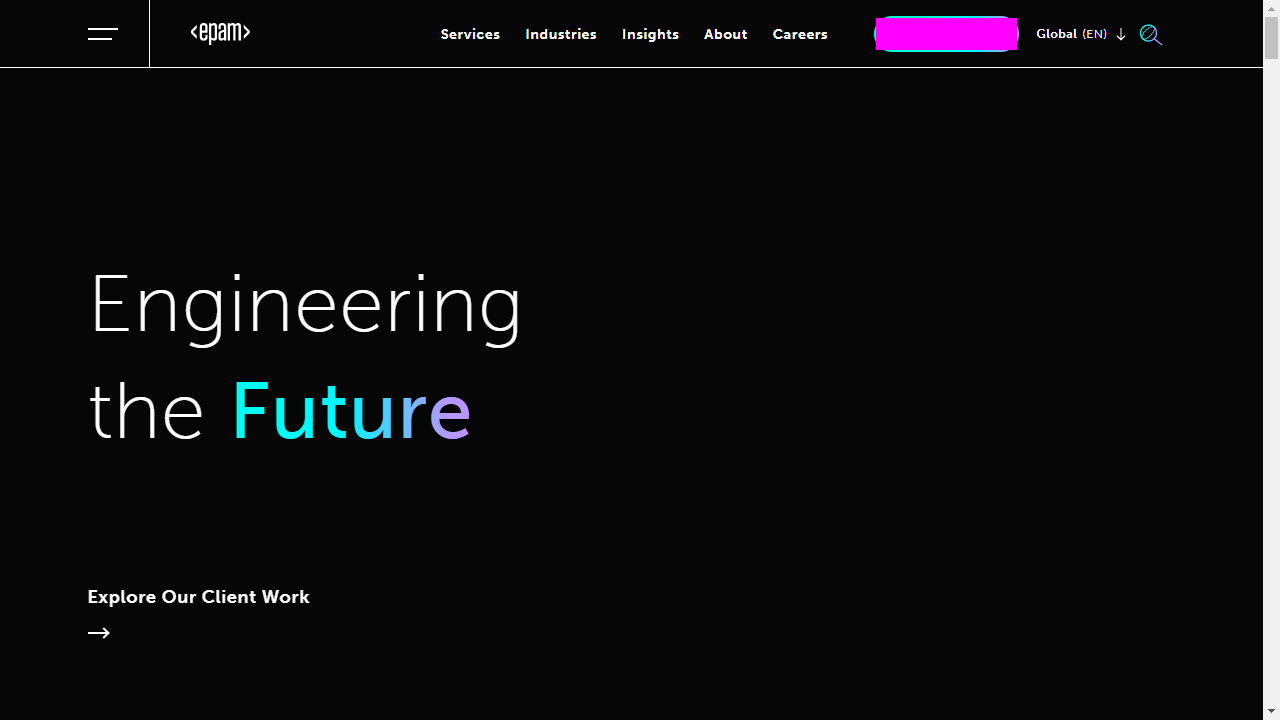 <epam>
Services
Industries
Insights
About
Careers
Global (EN)
Engineering
the Future
Explore Our Client Work